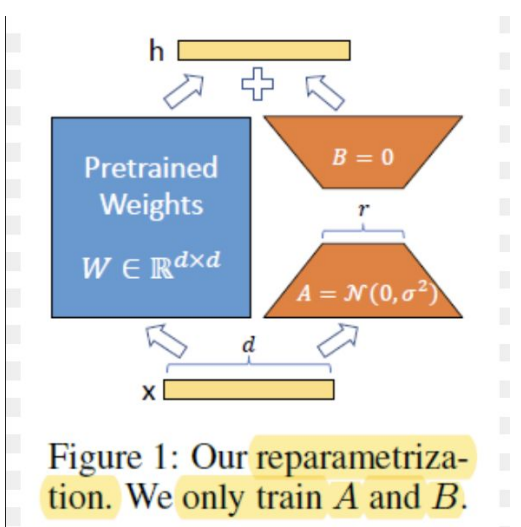 h
Pretrained
Weights
W ∈ ℝ^{d×d}
B = 0
r
A = 𝒩(0, σ²)
d
x
Figure 1: Our reparametriza-
tion. We only train A and B.